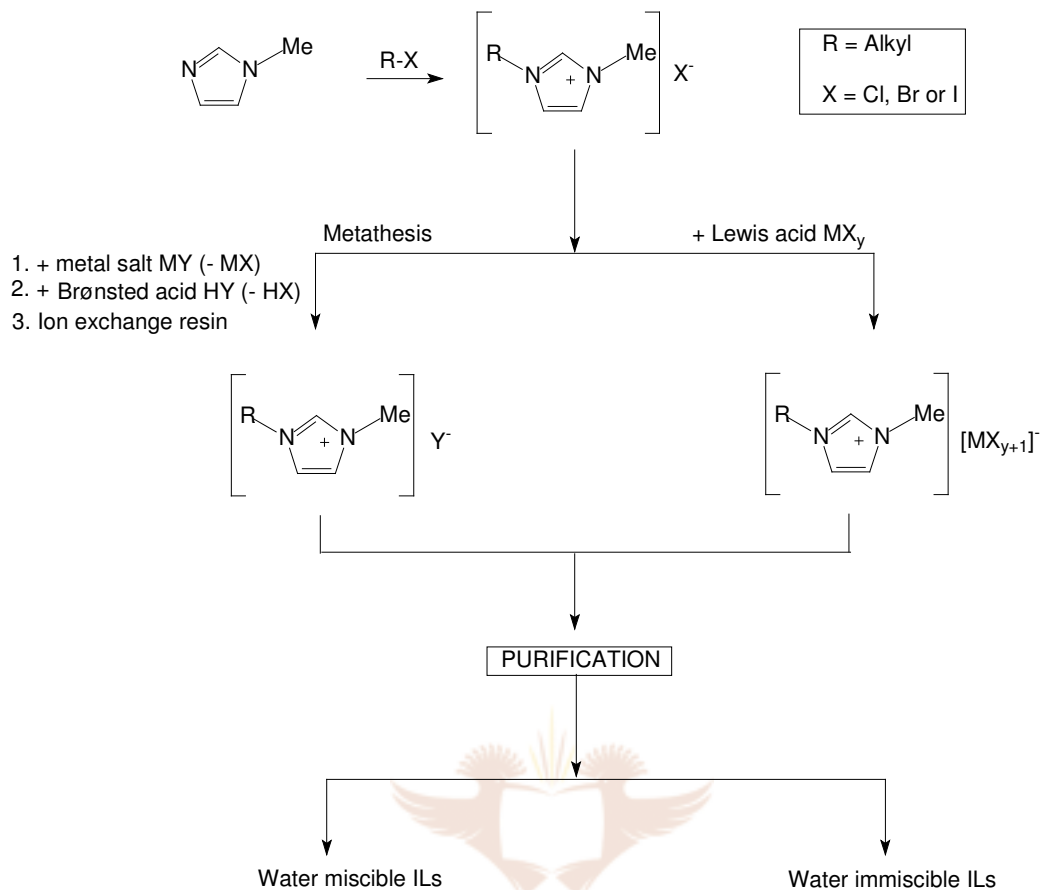 Me
N
N
R-X
R
Me
N
N
+
X-
R = Alkyl
X = Cl, Br or I
Metathesis
+ Lewis acid MXy
1. + metal salt MY (- MX)
2. + Brønsted acid HY (- HX)
3. Ion exchange resin
R
Me
N
N
+
Y-
R
Me
N
N
+
[MXy+1]-
PURIFICATION
Water miscible ILs
Water immiscible ILs